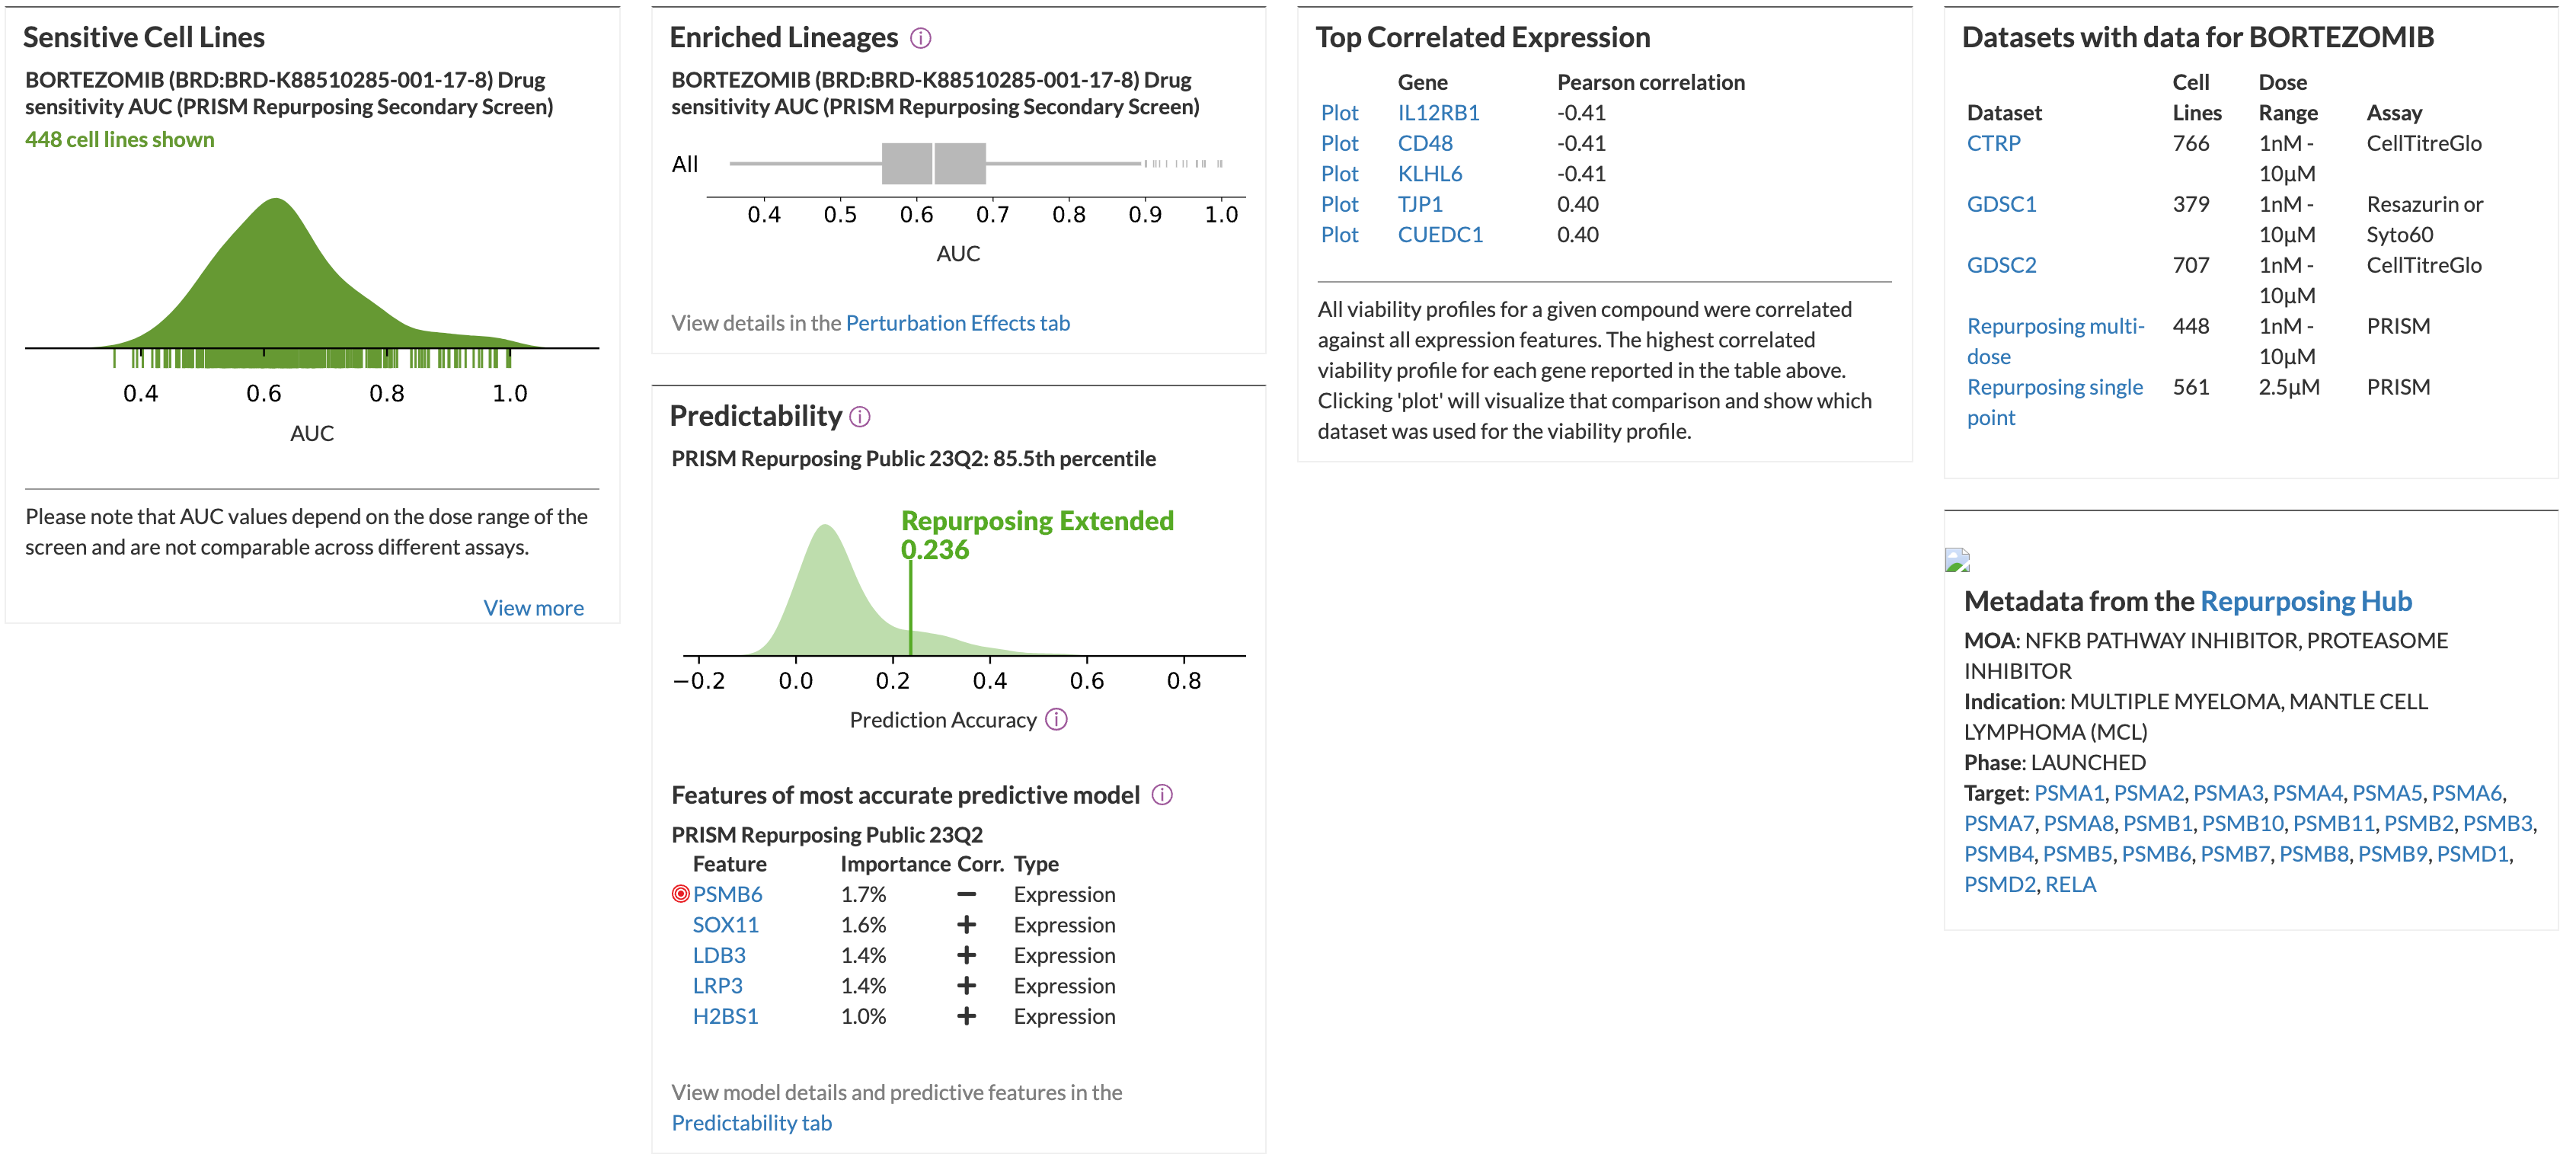 Sensitive Cell Lines
BORTEZOMIB (BRD:BRD-K88510285-001-17-8) Drug
sensitivity AUC (PRISM Repurposing Secondary Screen)
448 cell lines shown
0.4 0.6 0.8 1.0
AUC
Please note that AUC values depend on the dose range of the
screen and are not comparable across different assays.
View more
Enriched Lineages ⓘ
BORTEZOMIB (BRD:BRD-K88510285-001-17-8) Drug
sensitivity AUC (PRISM Repurposing Secondary Screen)
All
0.4 0.5 0.6 0.7 0.8 0.9 1.0
AUC
View details in the Perturbation Effects tab
Predictability ⓘ
PRISM Repurposing Public 23Q2: 85.5th percentile
Repurposing Extended
0.236
−0.2 0.0 0.2 0.4 0.6 0.8
Prediction Accuracy ⓘ
Features of most accurate predictive model ⓘ
PRISM Repurposing Public 23Q2
Feature Importance Corr. Type
PSMB6 1.7% − Expression
SOX11 1.6% + Expression
LDB3 1.4% + Expression
LRP3 1.4% + Expression
H2BS1 1.0% + Expression
View model details and predictive features in the
Predictability tab
Top Correlated Expression
Gene Pearson correlation
Plot IL12RB1 -0.41
Plot CD48 -0.41
Plot KLHL6 -0.41
Plot TJP1 0.40
Plot CUEDC1 0.40
All viability profiles for a given compound were correlated
against all expression features. The highest correlated
viability profile for each gene reported in the table above.
Clicking 'plot' will visualize that comparison and show which
dataset was used for the viability profile.
Datasets with data for BORTEZOMIB
Cell Dose
Dataset Lines Range Assay
CTRP 766 1nM - CellTitreGlo
10µM
GDSC1 379 1nM - Resazurin or
10µM Syto60
GDSC2 707 1nM - CellTitreGlo
10µM
Repurposing multi- 448 1nM - PRISM
dose 10µM
Repurposing single 561 2.5µM PRISM
point
Metadata from the Repurposing Hub
MOA: NFKB PATHWAY INHIBITOR, PROTEASOME
INHIBITOR
Indication: MULTIPLE MYELOMA, MANTLE CELL
LYMPHOMA (MCL)
Phase: LAUNCHED
Target: PSMA1, PSMA2, PSMA3, PSMA4, PSMA5, PSMA6,
PSMA7, PSMA8, PSMB1, PSMB10, PSMB11, PSMB2, PSMB3,
PSMB4, PSMB5, PSMB6, PSMB7, PSMB8, PSMB9, PSMD1,
PSMD2, RELA